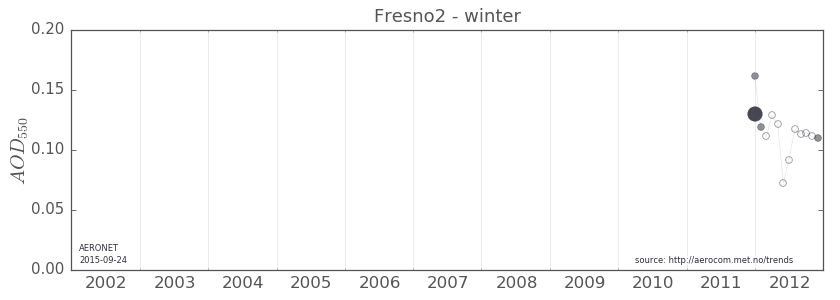 Fresno2 - winter
0.20
0.15
0.10
0.05
0.00
AOD550
AERONET
2015-09-24
source: http://aerocom.met.no/trends
2002 2003 2004 2005 2006 2007 2008 2009 2010 2011 2012